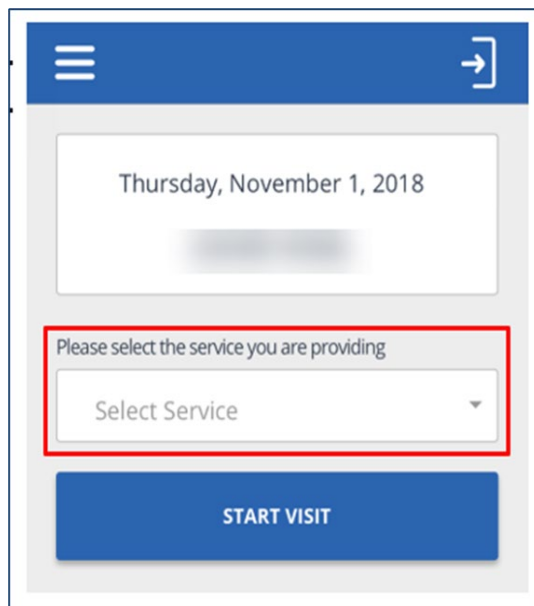 Thursday, November 1, 2018
Please select the service you are providing
Select Service
START VISIT